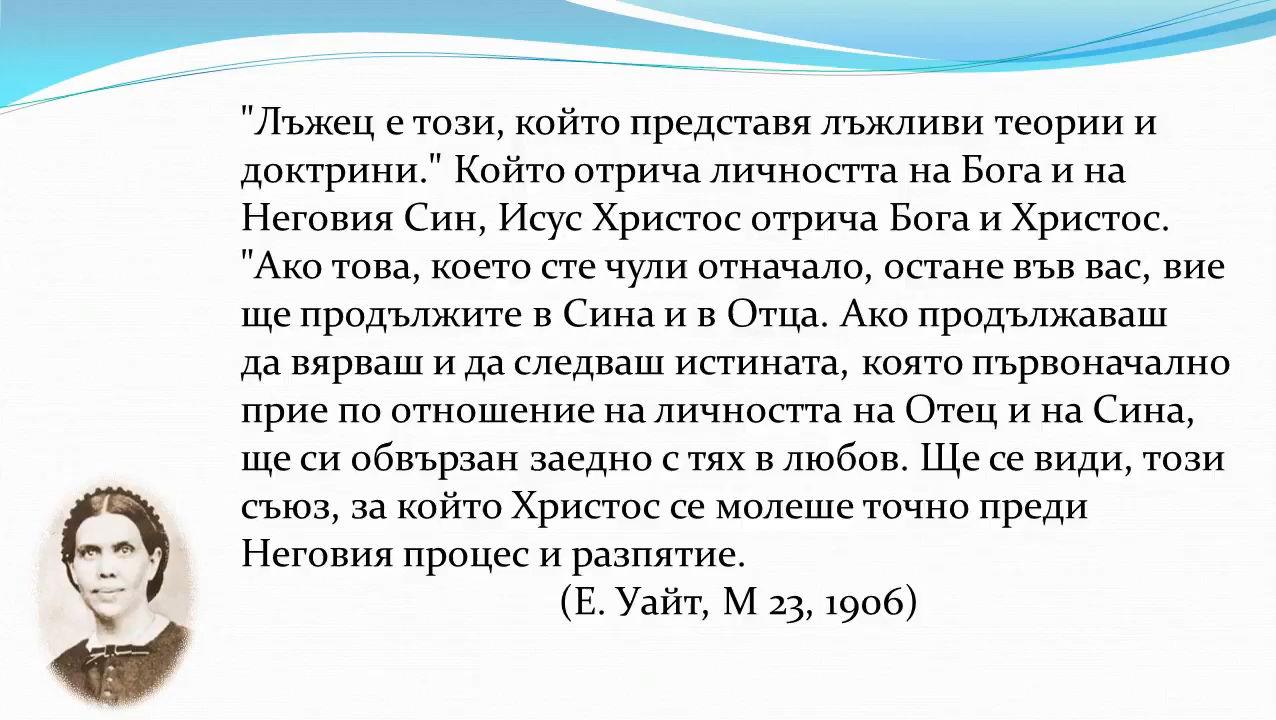 "Лъжец е този, който представя лъжливи теории и
доктрини." Който отрича личността на Бога и на
Неговия Син, Исус Христос отрича Бога и Христос.
"Ако това, което сте чули отначало, остане във вас, вие
ще продължите в Сина и в Отца. Ако продължаваш
да вярваш и да следваш истината, която първоначално
прие по отношение на личността на Отец и на Сина,
ще си обвързан заедно с тях в любов. Ще се види, този
съюз, за който Христос се молеше точно преди
Неговия процес и разпятие.
(Е. Уайт, М 23, 1906)